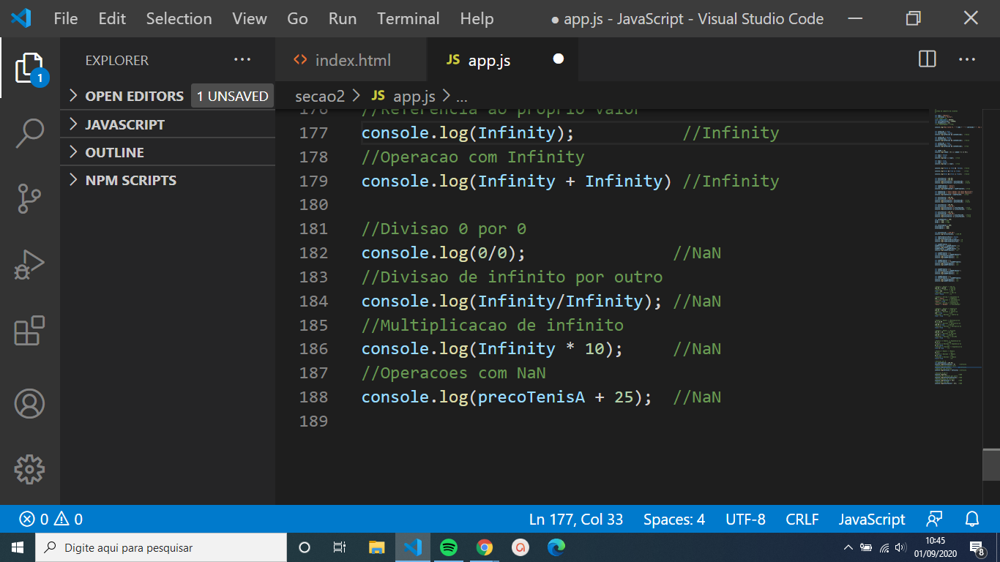 File Edit Selection View Go Run Terminal Help ● app.js - JavaScript - Visual Studio Code
EXPLORER ···
1
OPEN EDITORS 1 UNSAVED
JAVASCRIPT
OUTLINE
NPM SCRIPTS
<> index.html JS app.js
secao2 > JS app.js > ...
176 //Referencia ao proprio valor
177 console.log(Infinity); //Infinity
178 //Operacao com Infinity
179 console.log(Infinity + Infinity) //Infinity
180
181 //Divisao 0 por 0
182 console.log(0/0); //NaN
183 //Divisao de infinito por outro
184 console.log(Infinity/Infinity); //NaN
185 //Multiplicacao de infinito
186 console.log(Infinity * 10); //NaN
187 //Operacoes com NaN
188 console.log(precoTenisA + 25); //NaN
189
0 0 Ln 177, Col 33 Spaces: 4 UTF-8 CRLF JavaScript
Digite aqui para pesquisar
10:45
01/09/2020
8